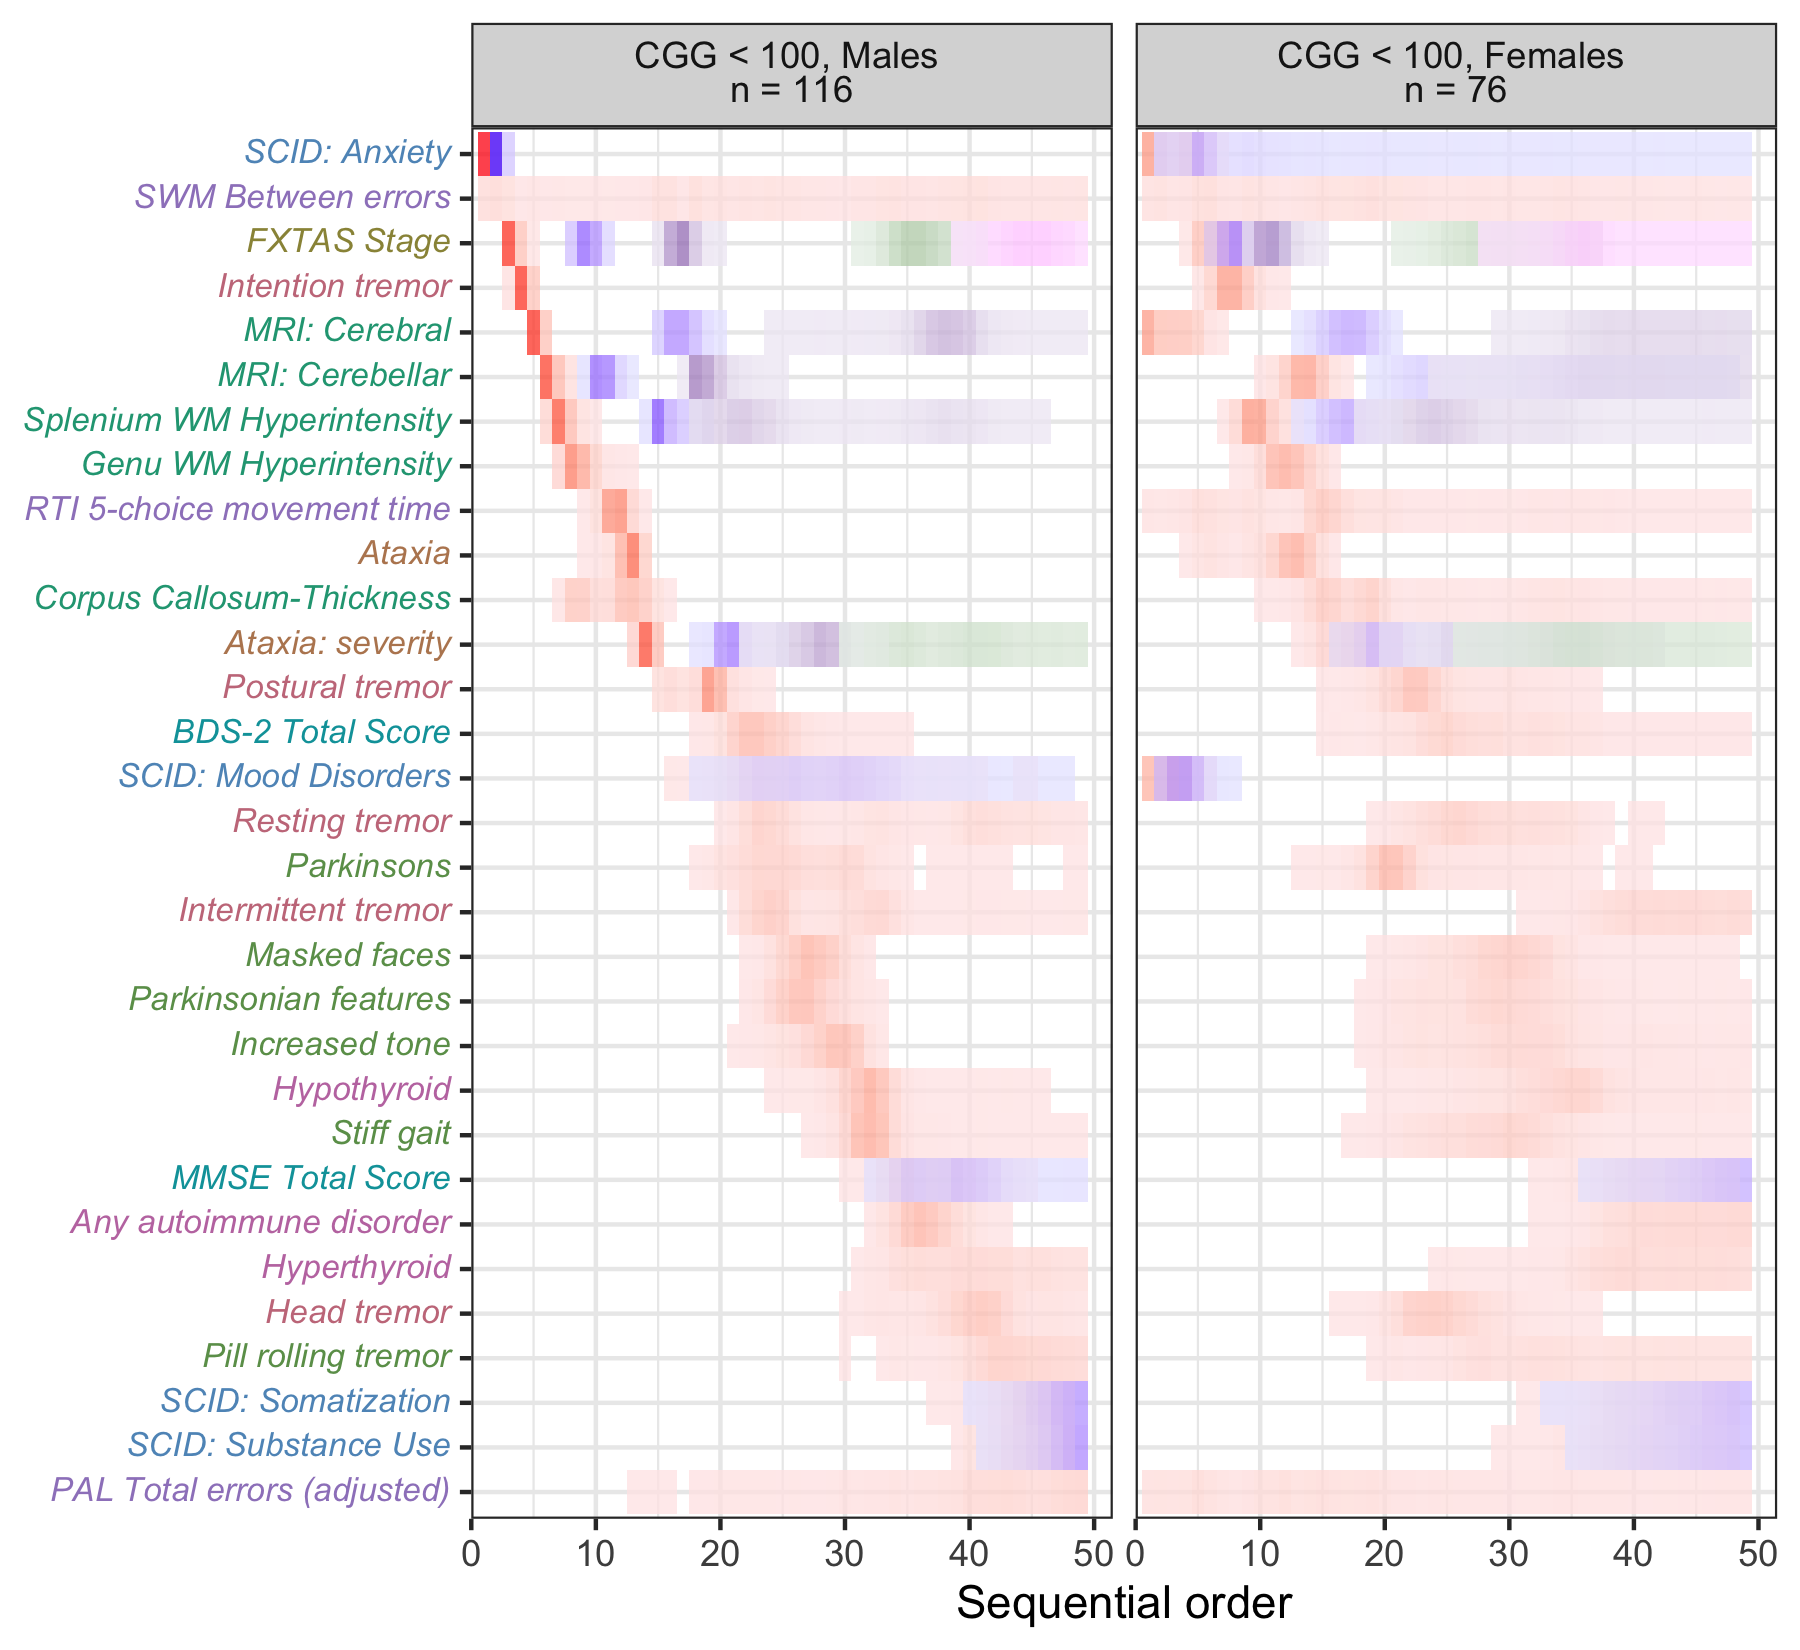 CGG < 100, Males
n = 116
CGG < 100, Females
n = 76
SCID: Anxiety
SWM Between errors
FXTAS Stage
Intention tremor
MRI: Cerebral
MRI: Cerebellar
Splenium WM Hyperintensity
Genu WM Hyperintensity
RTI 5-choice movement time
Ataxia
Corpus Callosum-Thickness
Ataxia: severity
Postural tremor
BDS-2 Total Score
SCID: Mood Disorders
Resting tremor
Parkinsons
Intermittent tremor
Masked faces
Parkinsonian features
Increased tone
Hypothyroid
Stiff gait
MMSE Total Score
Any autoimmune disorder
Hyperthyroid
Head tremor
Pill rolling tremor
SCID: Somatization
SCID: Substance Use
PAL Total errors (adjusted)
0 10 20 30 40 50 0 10 20 30 40 50
Sequential order